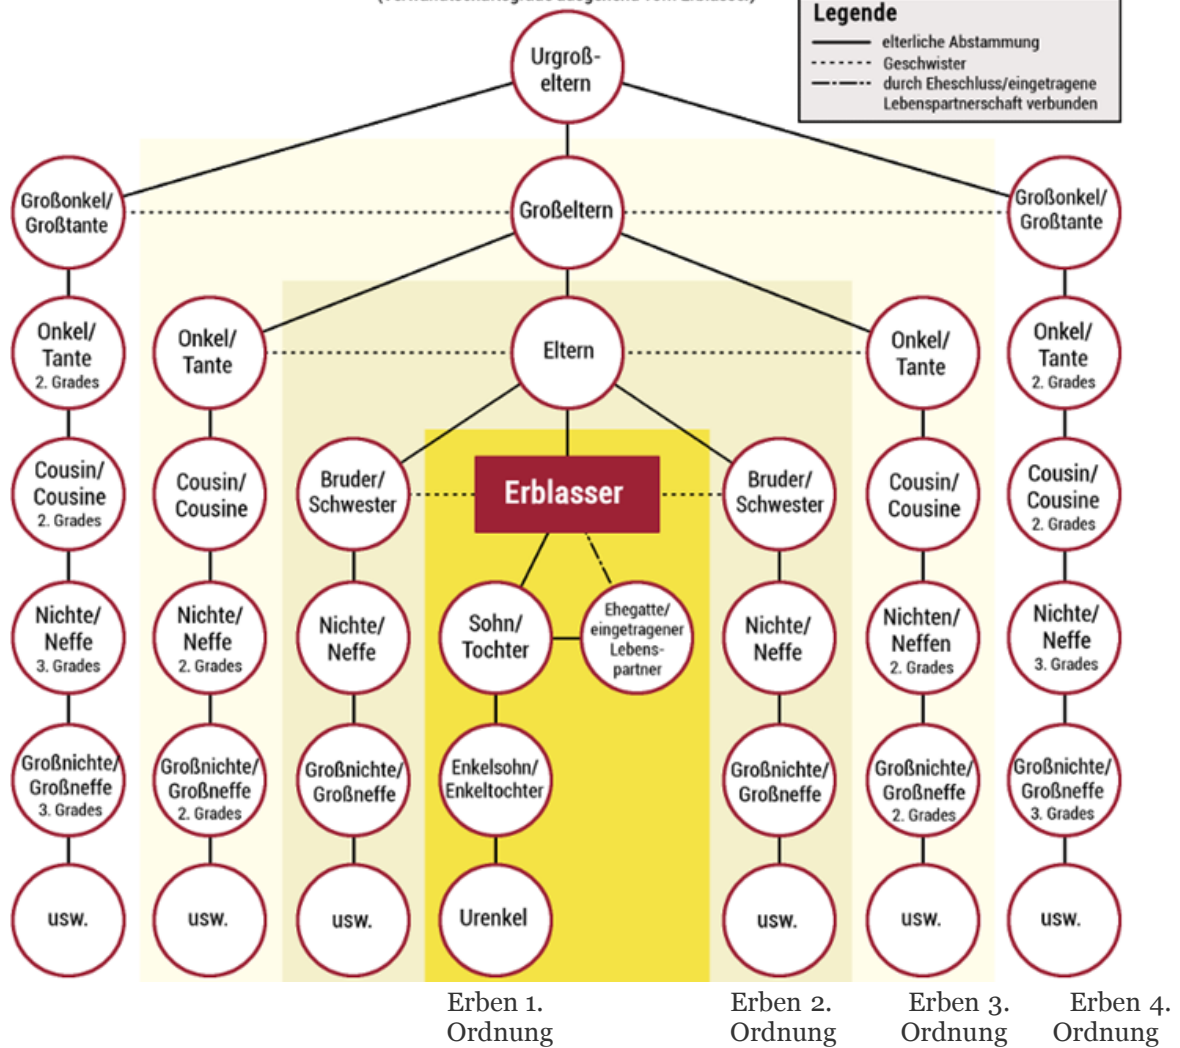 (Verwandtschaftsgrade ausgehend vom Erblasser)
Legende
elterliche Abstammung
Geschwister
durch Eheschluss/eingetragene
Lebenspartnerschaft verbunden
Urgroß-
eltern
Großonkel/
Großtante
Großeltern
Großonkel/
Großtante
Onkel/
Tante
2. Grades
Onkel/
Tante
Eltern
Onkel/
Tante
Onkel/
Tante
2. Grades
Cousin/
Cousine
2. Grades
Cousin/
Cousine
Bruder/
Schwester
Erblasser
Bruder/
Schwester
Cousin/
Cousine
Cousin/
Cousine
2. Grades
Nichte/
Neffe
3. Grades
Nichte/
Neffe
2. Grades
Nichte/
Neffe
Sohn/
Tochter
Ehegatte/
eingetragener
Lebens-
partner
Nichte/
Neffe
Nichten/
Neffen
2. Grades
Nichte/
Neffe
3. Grades
Großnichte/
Großneffe
3. Grades
Großnichte/
Großneffe
2. Grades
Großnichte/
Großneffe
Enkelsohn/
Enkeltochter
Großnichte/
Großneffe
Großnichte/
Großneffe
2. Grades
Großnichte/
Großneffe
3. Grades
usw.
usw.
usw.
Urenkel
usw.
usw.
usw.
Erben 1.
Ordnung
Erben 2.
Ordnung
Erben 3.
Ordnung
Erben 4.
Ordnung